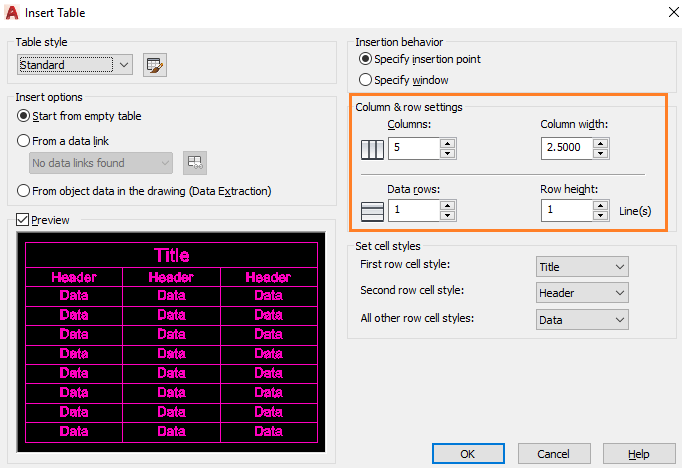 Insert Table
Table style
Standard
Insert options
Start from empty table
From a data link
No data links found
From object data in the drawing (Data Extraction)
Preview
Title
Header Header Header
Data Data Data
Data Data Data
Data Data Data
Data Data Data
Data Data Data
Data Data Data
Data Data Data
Data Data Data
Insertion behavior
Specify insertion point
Specify window
Column & row settings
Columns: Column width:
5 2.5000
Data rows: Row height:
1 1 Line(s)
Set cell styles
First row cell style: Title
Second row cell style: Header
All other row cell styles: Data
OK Cancel Help